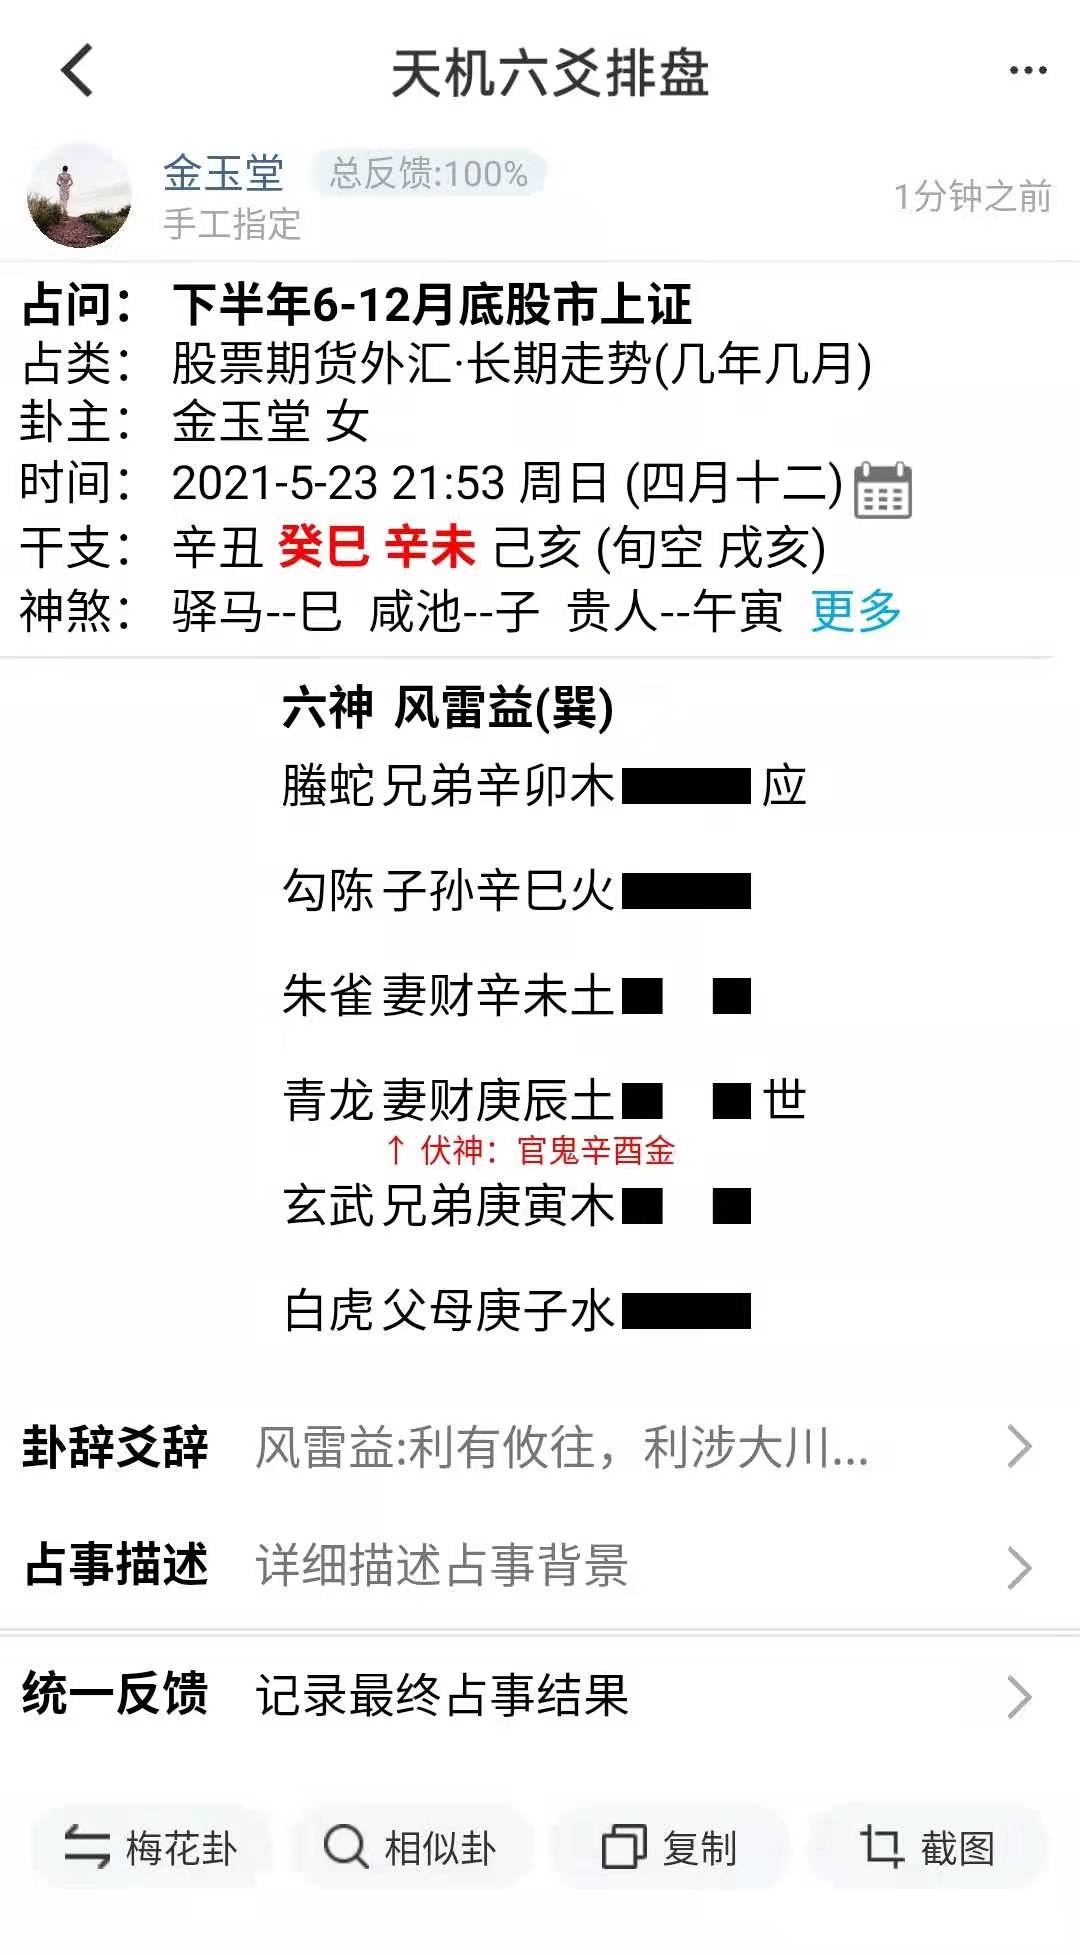 天机六爻排盘
金玉堂 总反馈:100%
手工指定
1分钟之前
占问： 下半年6-12月底股市上证
占类： 股票期货外汇·长期走势(几年几月)
卦主： 金玉堂 女
时间： 2021-5-23 21:53 周日 (四月十二)
干支： 辛丑 癸巳 辛未 己亥 (旬空 戌亥)
神煞： 驿马--巳 咸池--子 贵人--午寅 更多
六神 风雷益(巽)
螣蛇 兄弟辛卯木 应
勾陈 子孙辛巳火
朱雀 妻财辛未土
青龙 妻财庚辰土 世
↑ 伏神：官鬼辛酉金
玄武 兄弟庚寅木
白虎 父母庚子水
卦辞爻辞 风雷益:利有攸往，利涉大川...
占事描述 详细描述占事背景
统一反馈 记录最终占事结果
梅花卦 相似卦 复制 截图